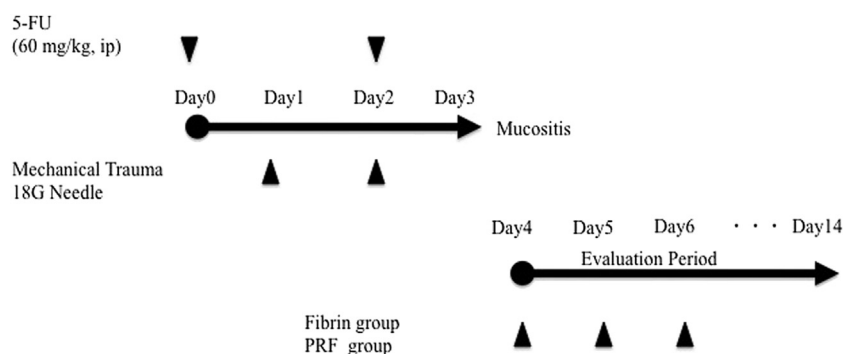 5-FU
(60 mg/kg, ip)
Day0 Day1 Day2 Day3
Mucositis
Mechanical Trauma
18G Needle
Day4 Day5 Day6 · · · Day14
Evaluation Period
Fibrin group
PRF group